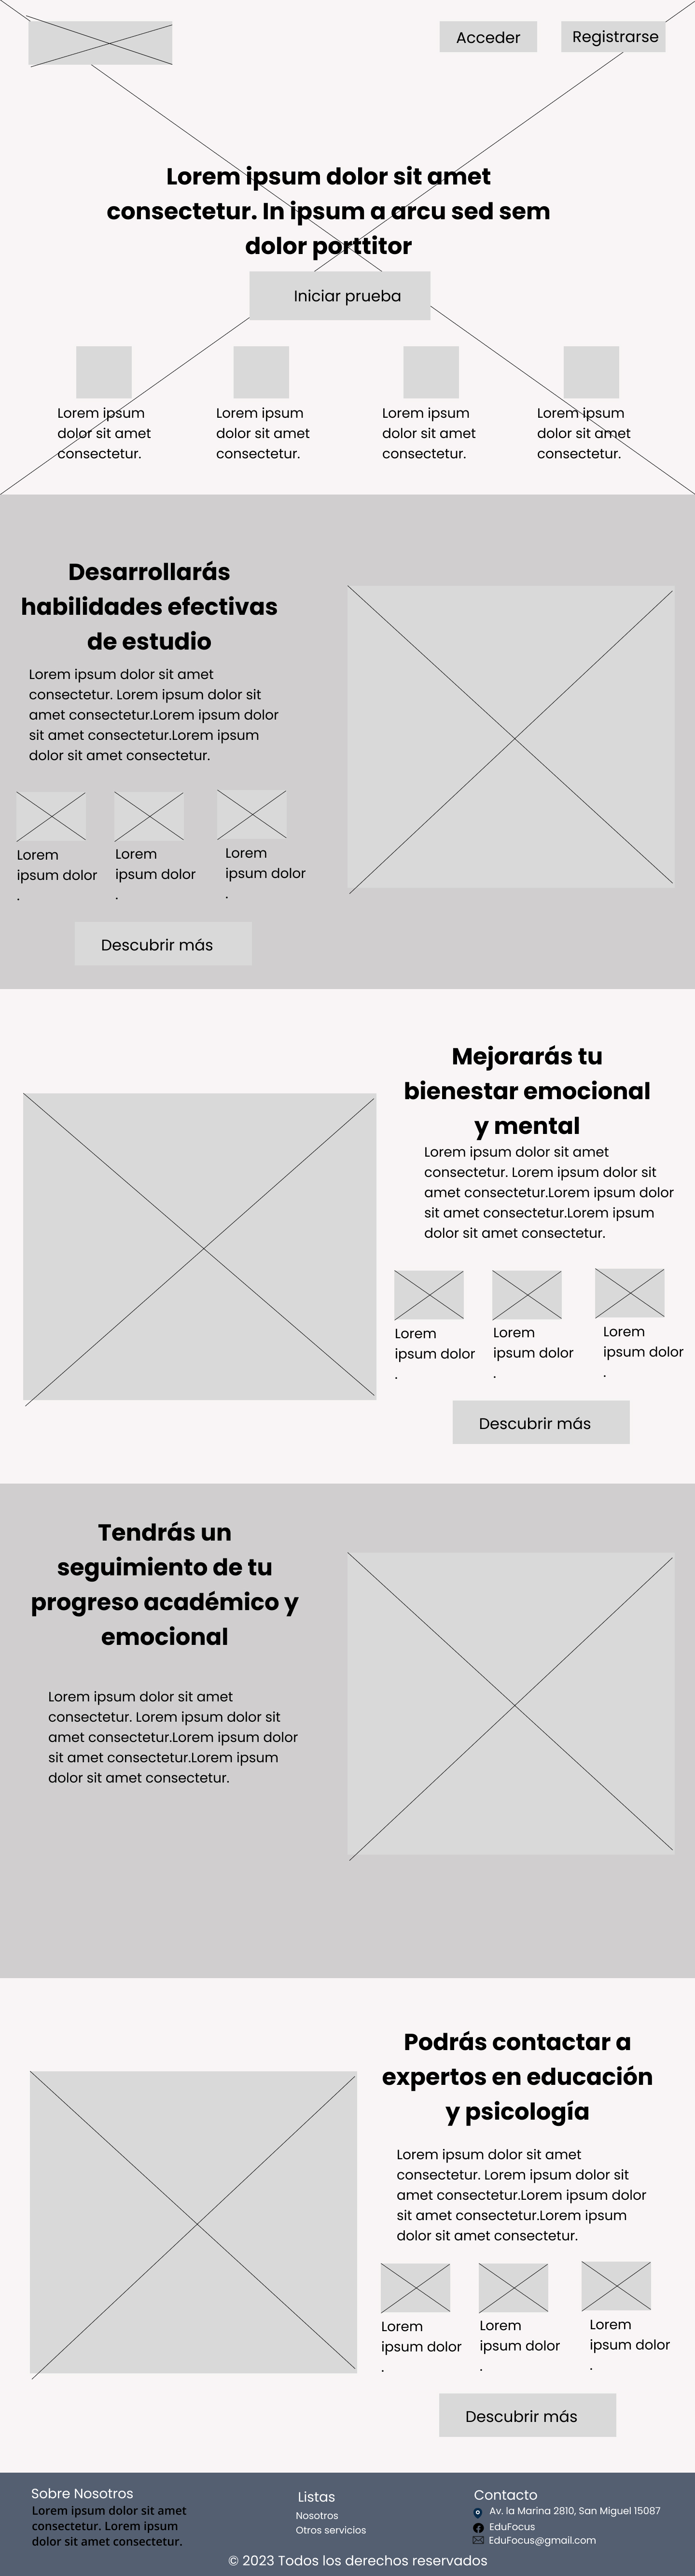 Acceder
Registrarse
Lorem ipsum dolor sit amet
consectetur. In ipsum a arcu sed sem
dolor porttitor
Iniciar prueba
Lorem ipsum
dolor sit amet
consectetur.
Lorem ipsum
dolor sit amet
consectetur.
Lorem ipsum
dolor sit amet
consectetur.
Lorem ipsum
dolor sit amet
consectetur.
Desarrollarás
habilidades efectivas
de estudio
Lorem ipsum dolor sit amet
consectetur. Lorem ipsum dolor sit
amet consectetur.Lorem ipsum dolor
sit amet consectetur.Lorem ipsum
dolor sit amet consectetur.
Lorem
ipsum dolor
.
Lorem
ipsum dolor
.
Lorem
ipsum dolor
.
Descubrir más
Mejorarás tu
bienestar emocional
y mental
Lorem ipsum dolor sit amet
consectetur. Lorem ipsum dolor sit
amet consectetur.Lorem ipsum dolor
sit amet consectetur.Lorem ipsum
dolor sit amet consectetur.
Lorem
ipsum dolor
.
Lorem
ipsum dolor
.
Lorem
ipsum dolor
.
Descubrir más
Tendrás un
seguimiento de tu
progreso académico y
emocional
Lorem ipsum dolor sit amet
consectetur. Lorem ipsum dolor sit
amet consectetur.Lorem ipsum dolor
sit amet consectetur.Lorem ipsum
dolor sit amet consectetur.
Podrás contactar a
expertos en educación
y psicología
Lorem ipsum dolor sit amet
consectetur. Lorem ipsum dolor sit
amet consectetur.Lorem ipsum dolor
sit amet consectetur.Lorem ipsum
dolor sit amet consectetur.
Lorem
ipsum dolor
.
Lorem
ipsum dolor
.
Lorem
ipsum dolor
.
Descubrir más
Sobre Nosotros
Lorem ipsum dolor sit amet
consectetur. Lorem ipsum
dolor sit amet consectetur.
Listas
Nosotros
Otros servicios
Contacto
Av. la Marina 2810, San Miguel 15087
EduFocus
EduFocus@gmail.com
© 2023 Todos los derechos reservados